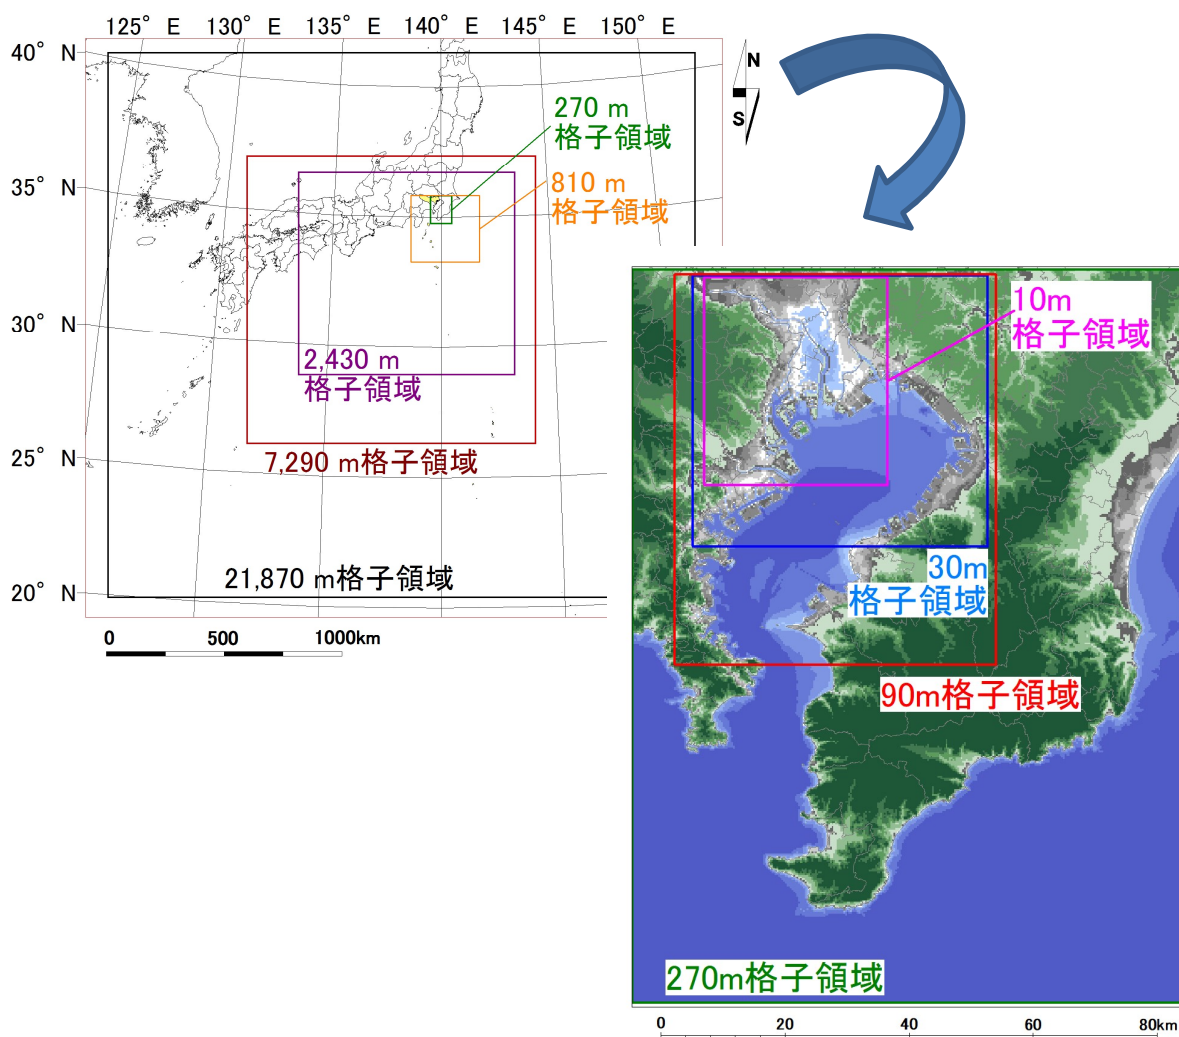 125° E 130° E 135° E 140° E 145° E 150° E
40° N
35° N
30° N
25° N
20° N
N
S
270 m
格子領域
810 m
格子領域
2,430 m
格子領域
7,290 m格子領域
21,870 m格子領域
0 500 1000km
10m
格子領域
30m
格子領域
90m格子領域
270m格子領域
0 20 40 60 80km